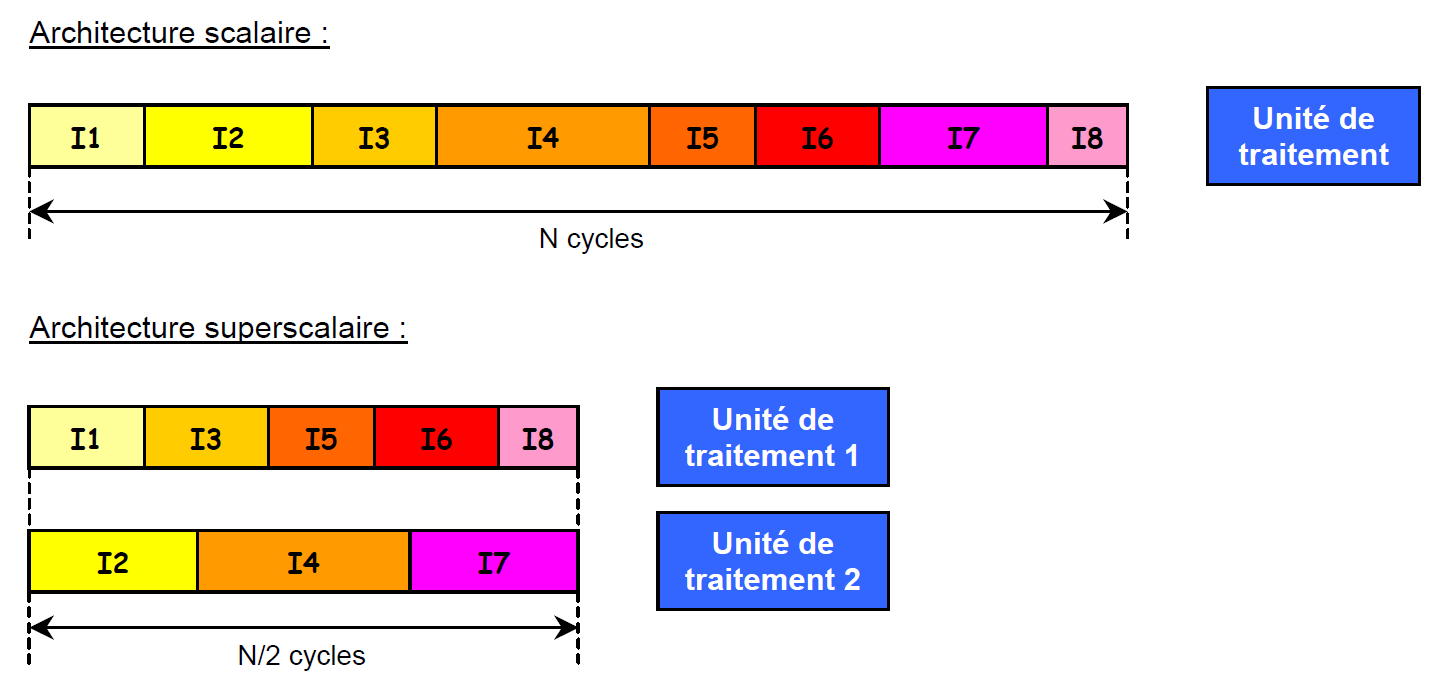 Architecture scalaire :
I1 I2 I3 I4 I5 I6 I7 I8
Unité de
traitement
N cycles
Architecture superscalaire :
I1 I3 I5 I6 I8
Unité de
traitement 1
I2 I4 I7
Unité de
traitement 2
N/2 cycles